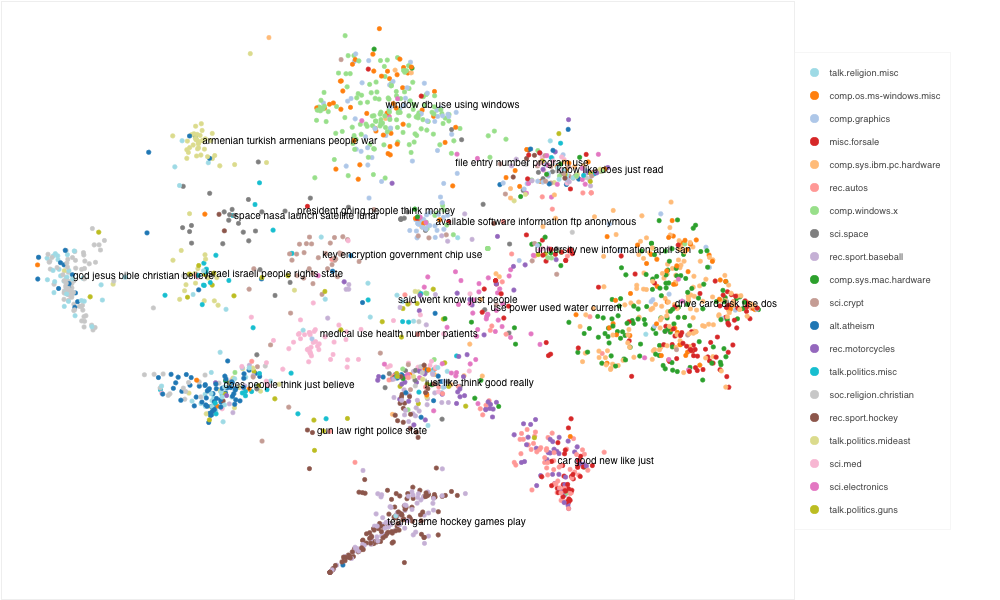 window db use using windows
armenian turkish armenians people war
file entry number program use
know like does just read
president going people think money
space nasa launch satellite lunar
available software information ftp anonymous
university new information april san
key encryption government chip use
god jesus bible christian believe
israel israeli people rights state
said went know just people
use power used water current
drive card disk use dos
medical use health number patients
does people think just believe
just like think good really
gun law right police state
car good new like just
team game hockey games play
talk.religion.misc
comp.os.ms-windows.misc
comp.graphics
misc.forsale
comp.sys.ibm.pc.hardware
rec.autos
comp.windows.x
sci.space
rec.sport.baseball
comp.sys.mac.hardware
sci.crypt
alt.atheism
rec.motorcycles
talk.politics.misc
soc.religion.christian
rec.sport.hockey
talk.politics.mideast
sci.med
sci.electronics
talk.politics.guns